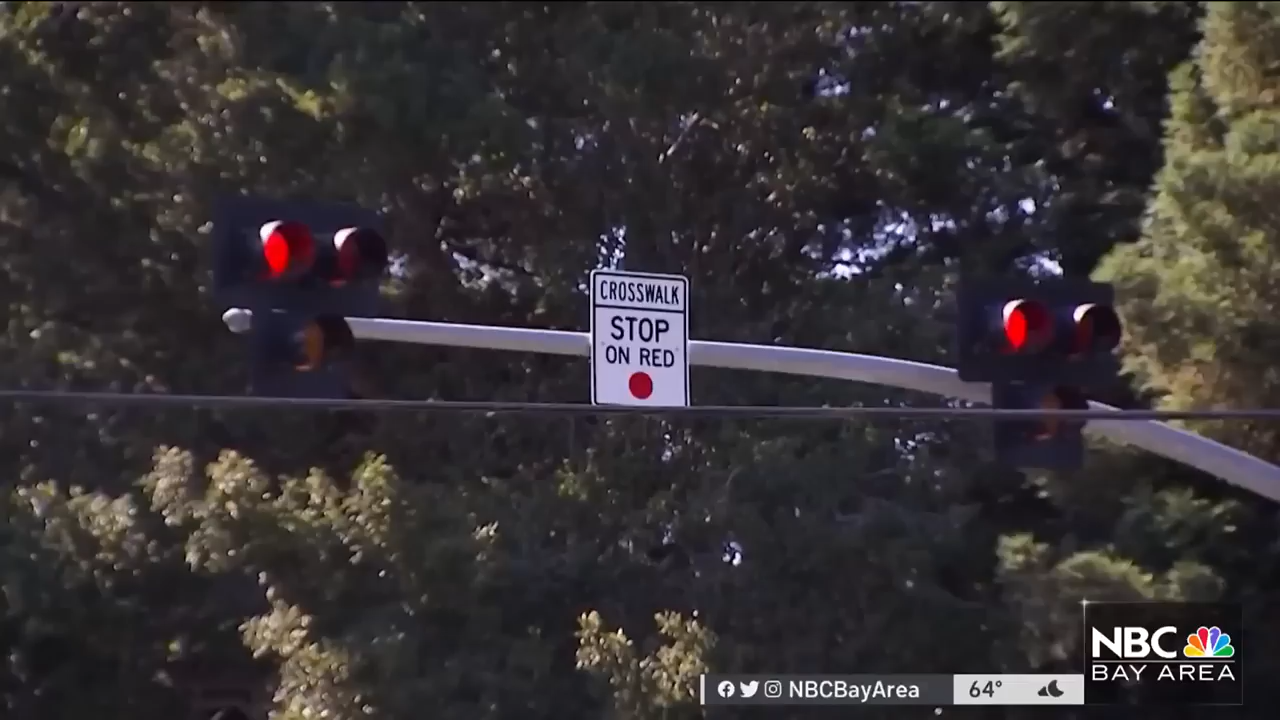 CROSSWALK
STOP
ON RED
NBCBayArea
64°
NBC
BAY AREA